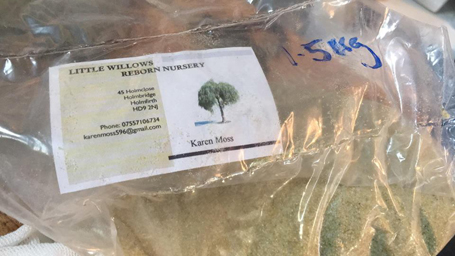 LITTLE WILLOWS
REBORN NURSERY
45 Holmclose
Holmbridge
Holmfirth
HD9 2NJ
Phone: 07557106734
karenmoss596@gmail.com
Karen Moss
1.5Kg